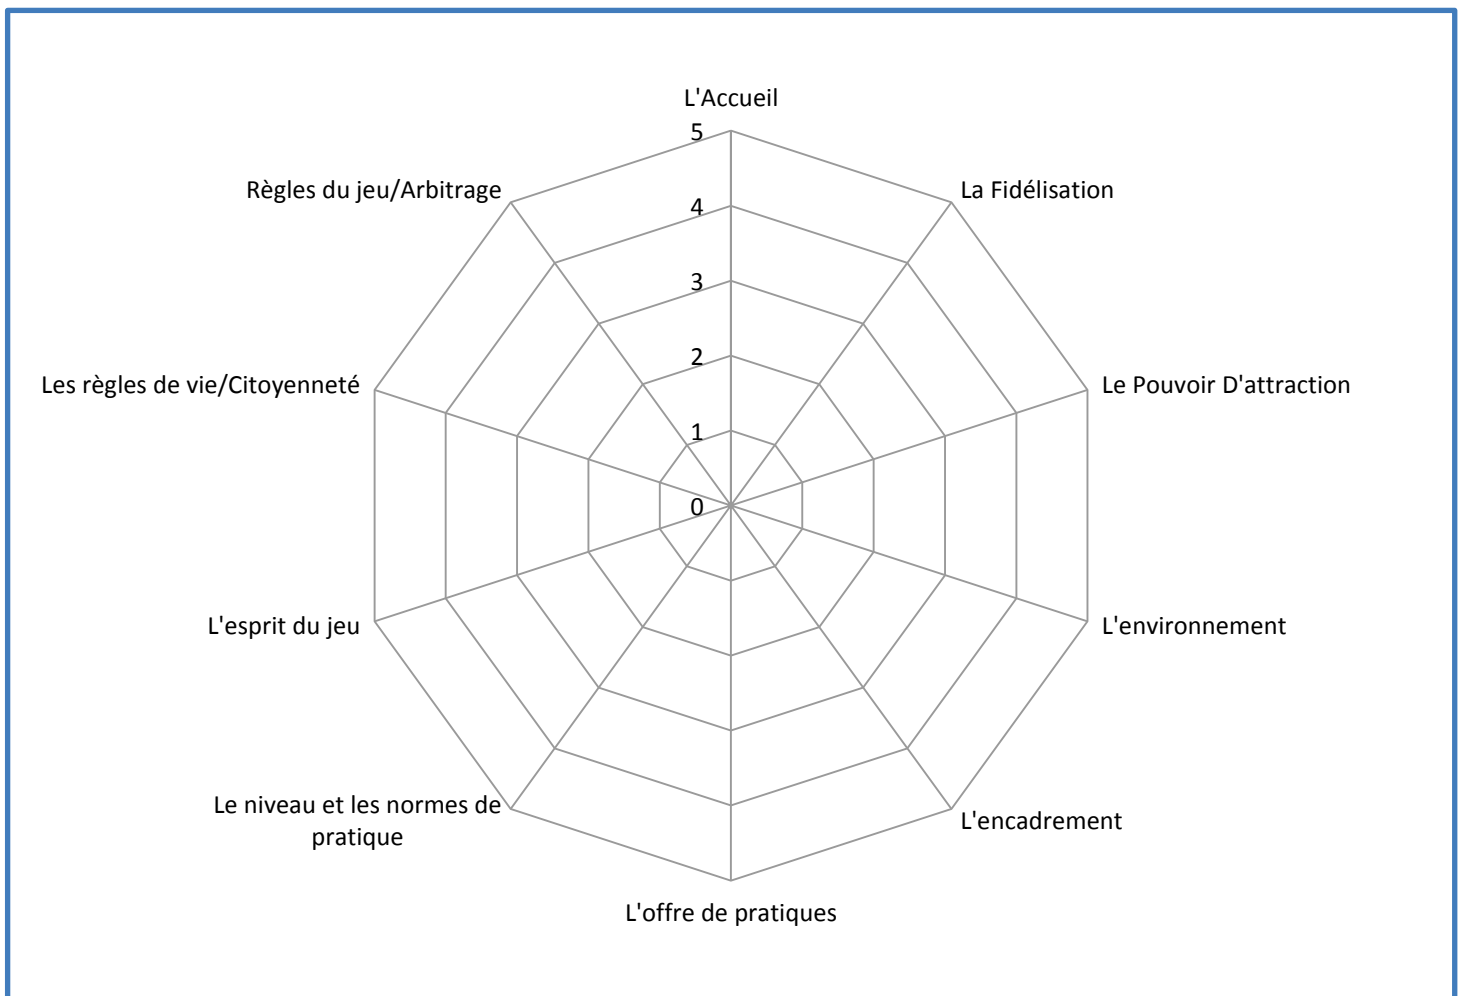 L'Accueil
5
Règles du jeu/Arbitrage
La Fidélisation
4
3
2
Les règles de vie/Citoyenneté
Le Pouvoir D'attraction
1
0
L'esprit du jeu
L'environnement
Le niveau et les normes de
pratique
L'encadrement
L'offre de pratiques